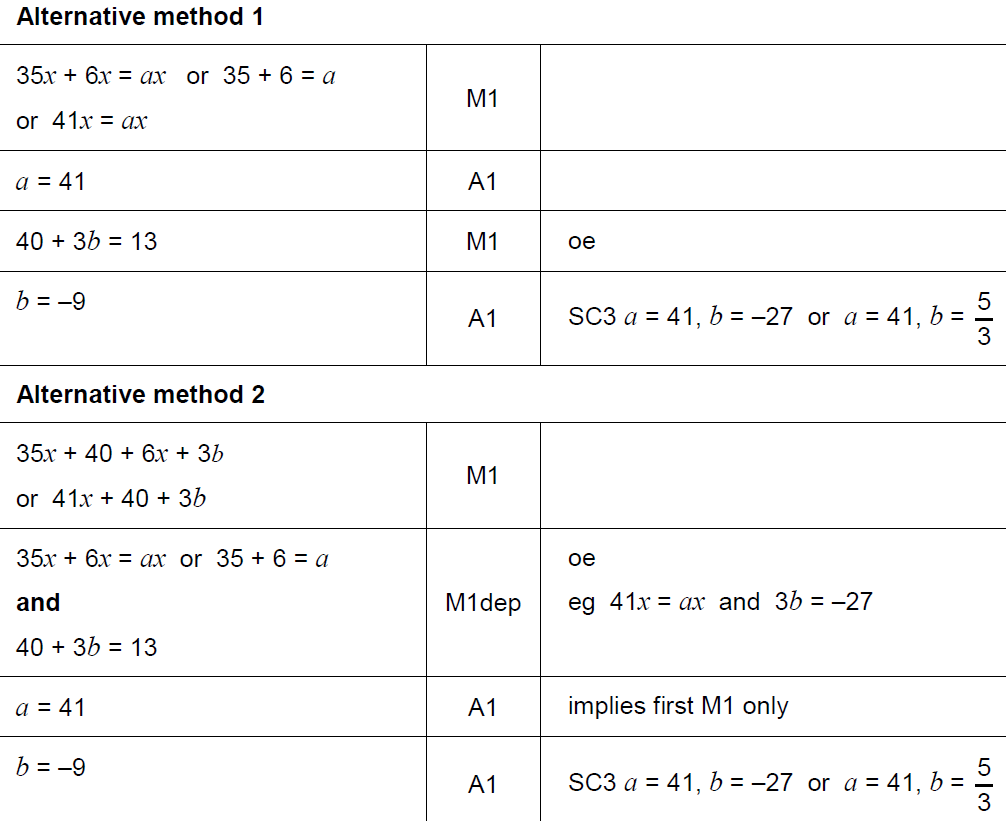 Alternative method 1
35x + 6x = ax or 35 + 6 = a
or 41x = ax
M1
a = 41
A1
40 + 3b = 13
M1
oe
b = –9
A1
SC3 a = 41, b = –27 or a = 41, b = 5/3
Alternative method 2
35x + 40 + 6x + 3b
or 41x + 40 + 3b
M1
35x + 6x = ax or 35 + 6 = a
and
40 + 3b = 13
M1dep
oe
eg 41x = ax and 3b = –27
a = 41
A1
implies first M1 only
b = –9
A1
SC3 a = 41, b = –27 or a = 41, b = 5/3